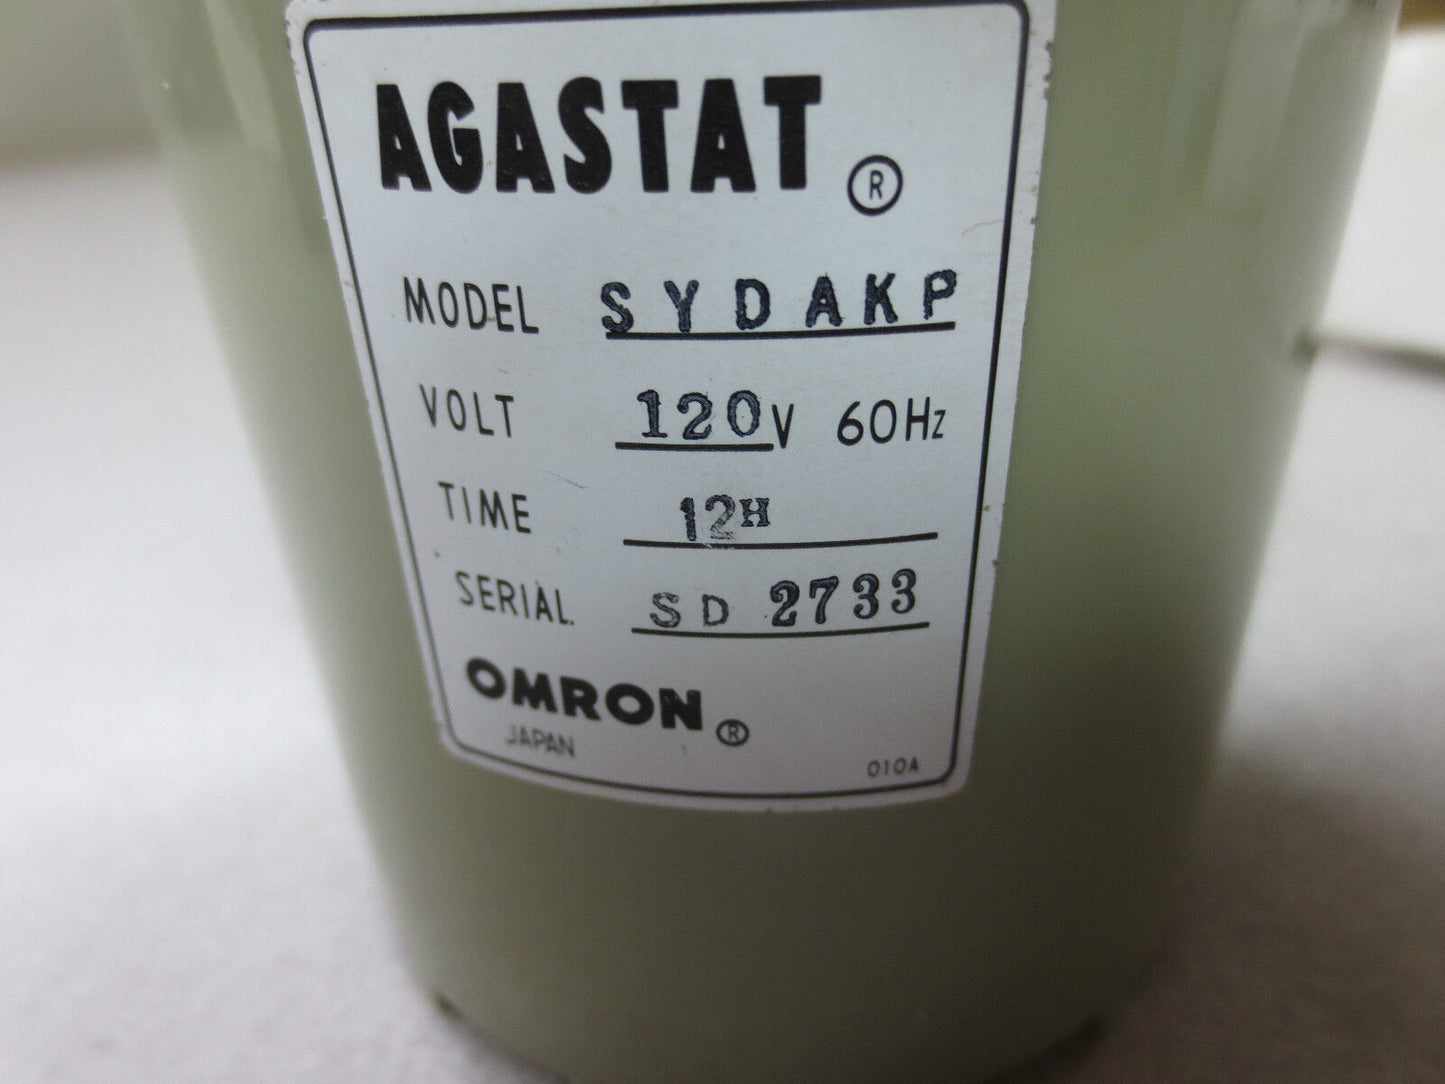 AGASTAT ®
MODEL SYDAKP
VOLT 120V 60Hz
TIME 12H
SERIAL SD 2733
OMRON ®
JAPAN 010A